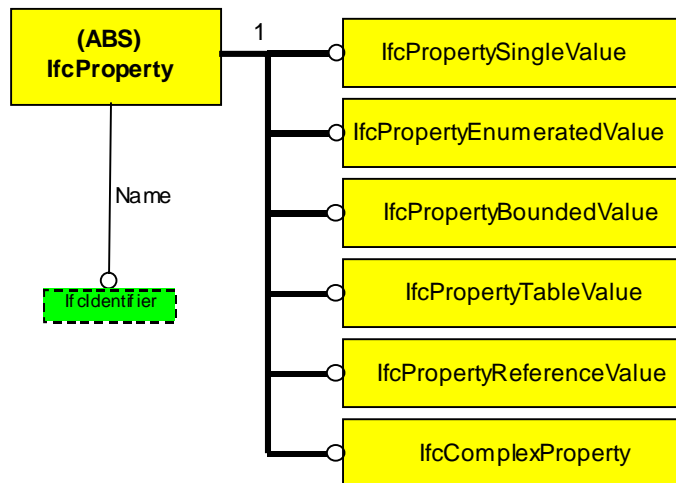 (ABS)
IfcProperty
1
IfcPropertySingleValue
IfcPropertyEnumeratedValue
IfcPropertyBoundedValue
Name
IfcIdentifier
IfcPropertyTableValue
IfcPropertyReferenceValue
IfcComplexProperty